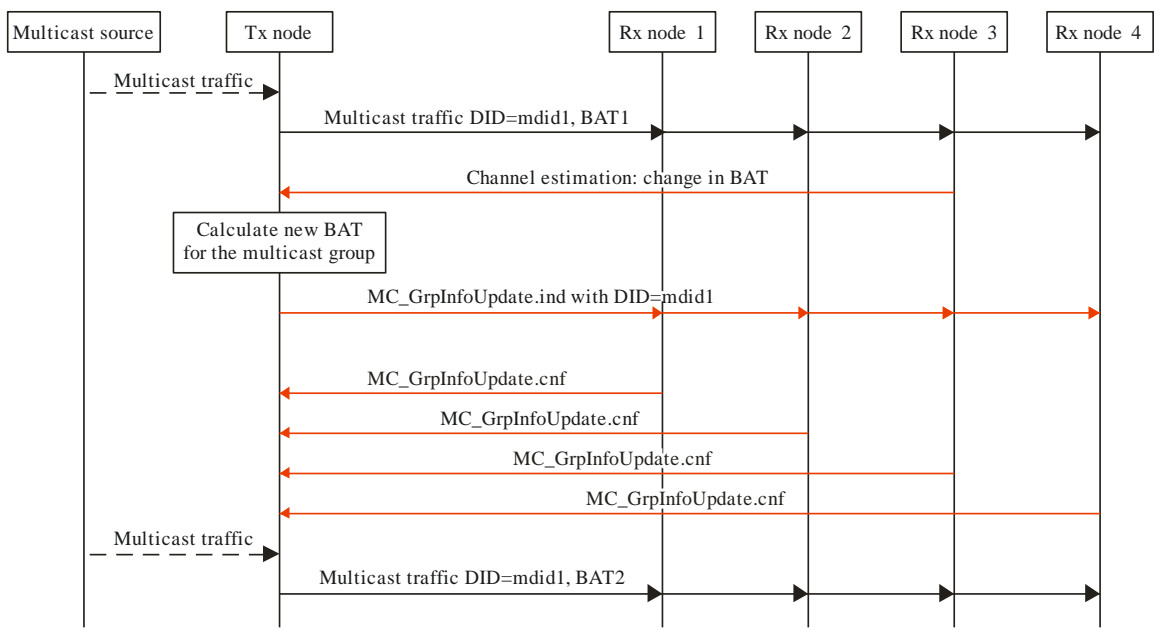 Multicast source
Tx node
Rx node 1
Rx node 2
Rx node 3
Rx node 4
Multicast traffic
Multicast traffic DID=mdid1, BAT1
Channel estimation: change in BAT
Calculate new BAT
for the multicast group
MC_GrpInfoUpdate.ind with DID=mdid1
MC_GrpInfoUpdate.cnf
MC_GrpInfoUpdate.cnf
MC_GrpInfoUpdate.cnf
MC_GrpInfoUpdate.cnf
Multicast traffic
Multicast traffic DID=mdid1, BAT2